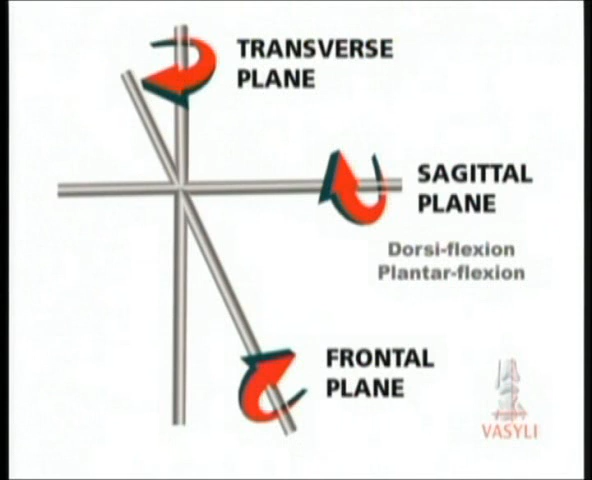 TRANSVERSE
PLANE
SAGITTAL
PLANE
Dorsi-flexion
Plantar-flexion
FRONTAL
PLANE
VASYLI